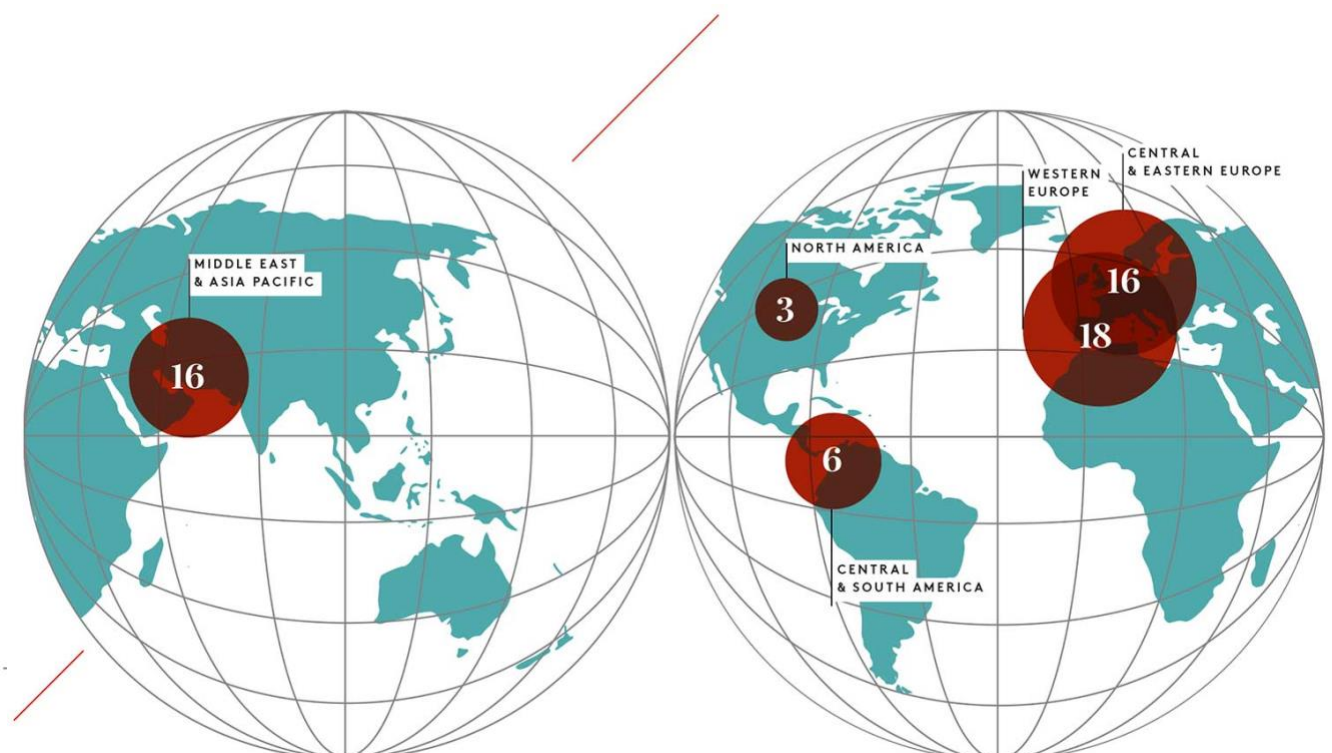 MIDDLE EAST
& ASIA PACIFIC
16
NORTH AMERICA
3
WESTERN
EUROPE
18
CENTRAL
& EASTERN EUROPE
16
6
CENTRAL
& SOUTH AMERICA